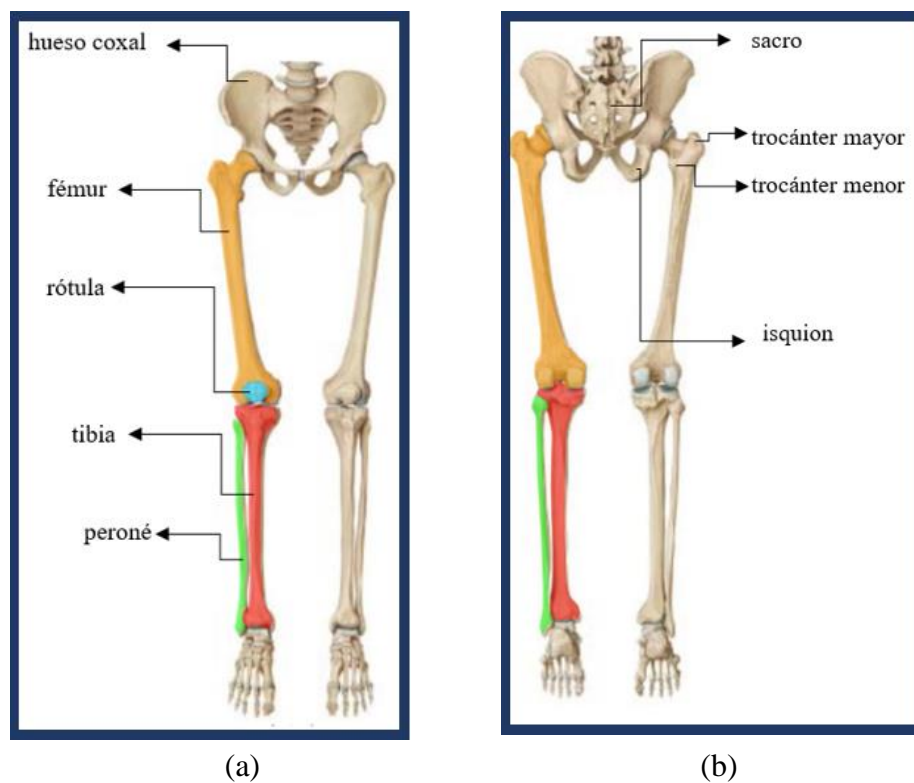 hueso coxal
fémur
rótula
tibia
peroné
(a)
sacro
trocánter mayor
trocánter menor
isquion
(b)